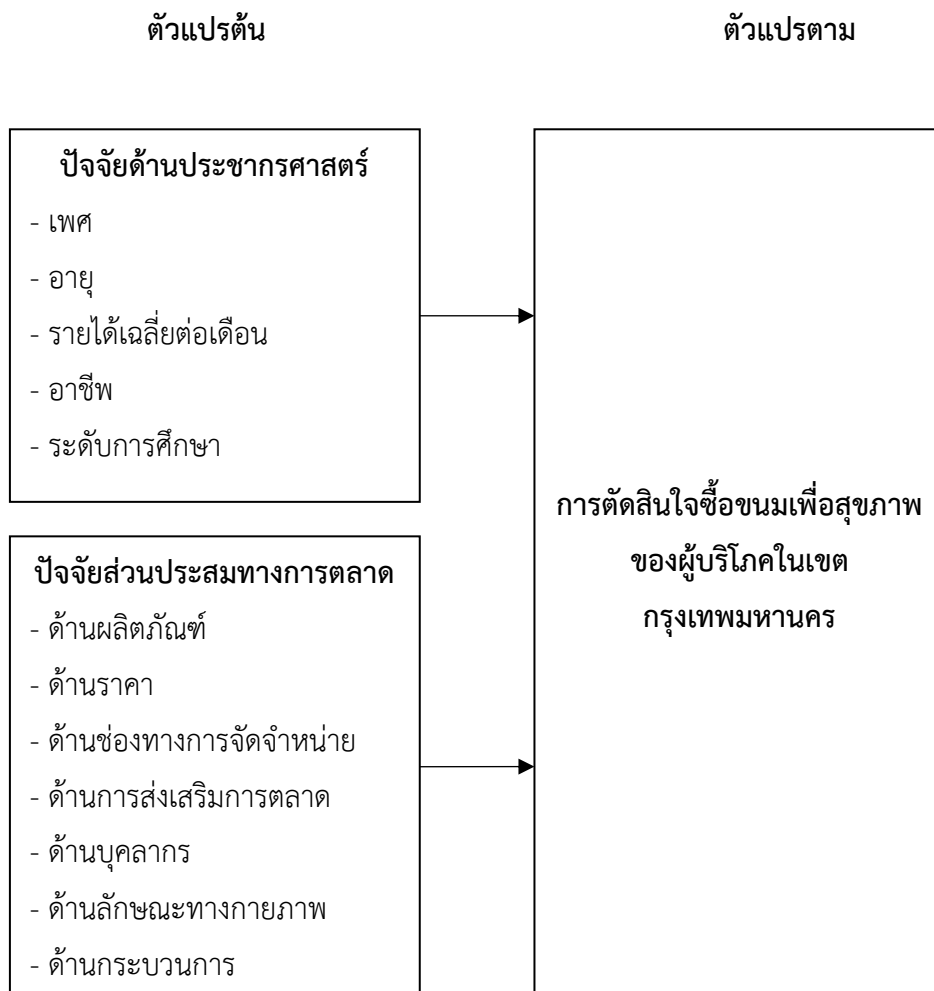 ตัวแปรต้น
ตัวแปรตาม
ปัจจัยด้านประชากรศาสตร์
- เพศ
- อายุ
- รายได้เฉลี่ยต่อเดือน
- อาชีพ
- ระดับการศึกษา
ปัจจัยส่วนประสมทางการตลาด
- ด้านผลิตภัณฑ์
- ด้านราคา
- ด้านช่องทางการจัดจำหน่าย
- ด้านการส่งเสริมการตลาด
- ด้านบุคลากร
- ด้านลักษณะทางกายภาพ
- ด้านกระบวนการ
การตัดสินใจซื้อขนมเพื่อสุขภาพ
ของผู้บริโภคในเขต
กรุงเทพมหานคร